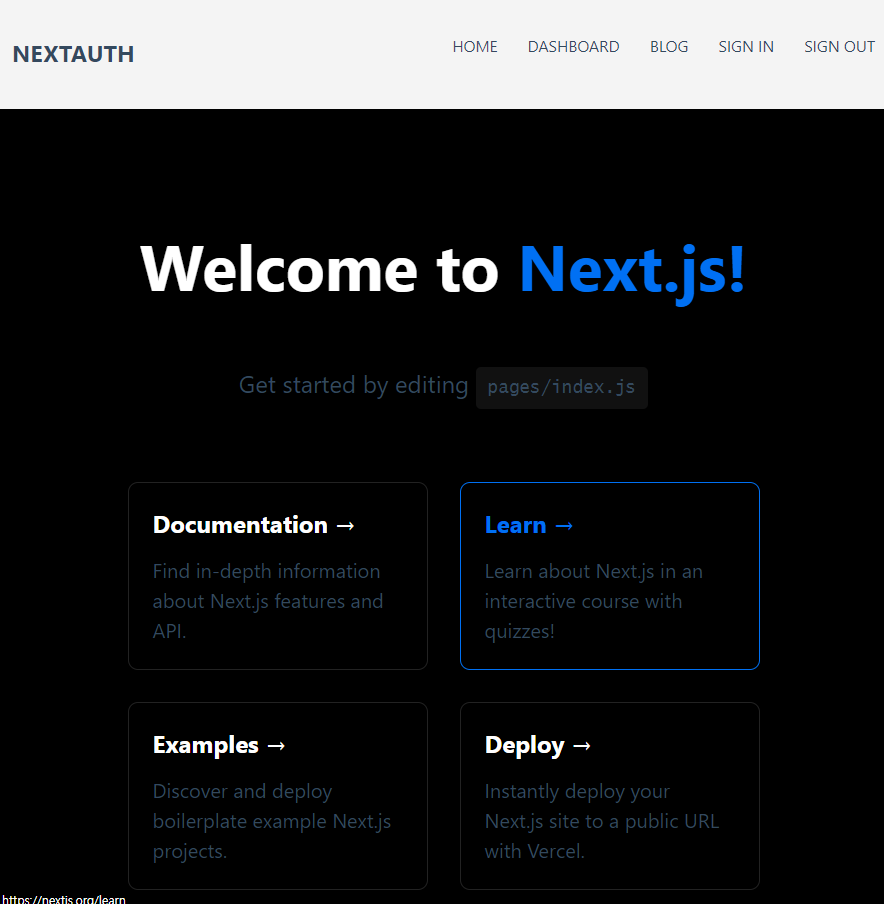 NEXTAUTH
HOME DASHBOARD BLOG SIGN IN SIGN OUT
Welcome to Next.js!
Get started by editing pages/index.js
Documentation →
Find in-depth information
about Next.js features and
API.
Learn →
Learn about Next.js in an
interactive course with
quizzes!
Examples →
Discover and deploy
boilerplate example Next.js
projects.
Deploy →
Instantly deploy your
Next.js site to a public URL
with Vercel.
https://nextjs.org/learn